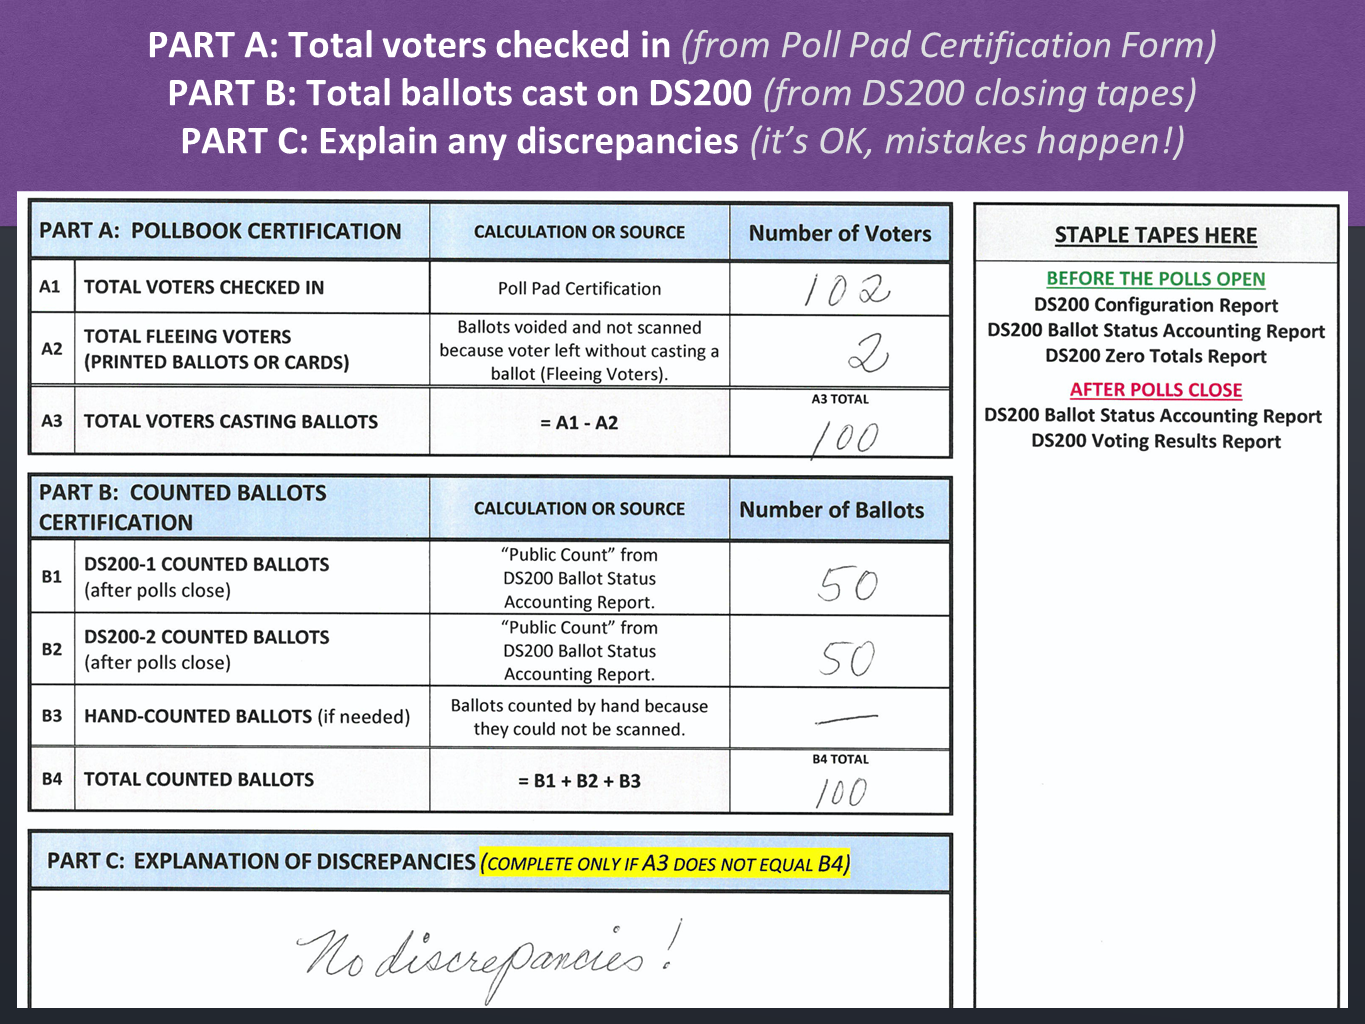 PART A: Total voters checked in (from Poll Pad Certification Form)
PART B: Total ballots cast on DS200 (from DS200 closing tapes)
PART C: Explain any discrepancies (it’s OK, mistakes happen!)
PART A: POLLBOOK CERTIFICATION
CALCULATION OR SOURCE
Number of Voters
A1
TOTAL VOTERS CHECKED IN
Poll Pad Certification
102
A2
TOTAL FLEEING VOTERS
(PRINTED BALLOTS OR CARDS)
Ballots voided and not scanned
because voter left without casting a
ballot (Fleeing Voters).
2
A3
TOTAL VOTERS CASTING BALLOTS
= A1 - A2
A3 TOTAL
100
PART B: COUNTED BALLOTS
CERTIFICATION
CALCULATION OR SOURCE
Number of Ballots
B1
DS200-1 COUNTED BALLOTS
(after polls close)
“Public Count” from
DS200 Ballot Status
Accounting Report.
50
B2
DS200-2 COUNTED BALLOTS
(after polls close)
“Public Count” from
DS200 Ballot Status
Accounting Report.
50
B3
HAND-COUNTED BALLOTS (if needed)
Ballots counted by hand because
they could not be scanned.
—
B4
TOTAL COUNTED BALLOTS
= B1 + B2 + B3
B4 TOTAL
100
PART C: EXPLANATION OF DISCREPANCIES (COMPLETE ONLY IF A3 DOES NOT EQUAL B4)
No discrepancies!
STAPLE TAPES HERE
BEFORE THE POLLS OPEN
DS200 Configuration Report
DS200 Ballot Status Accounting Report
DS200 Zero Totals Report
AFTER POLLS CLOSE
DS200 Ballot Status Accounting Report
DS200 Voting Results Report